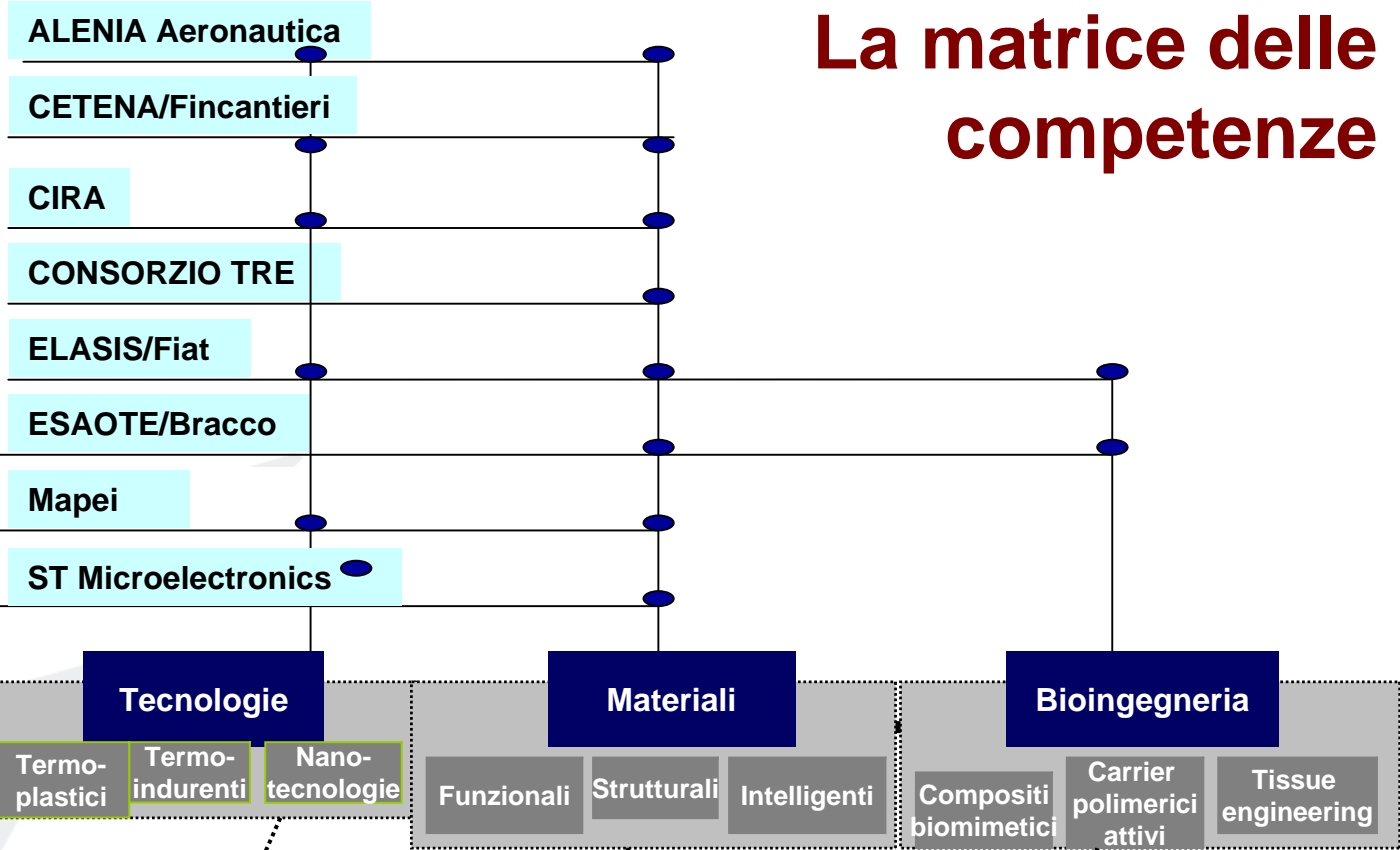 La matrice delle
competenze
ALENIA Aeronautica
CETENA/Fincantieri
CIRA
CONSORZIO TRE
ELASIS/Fiat
ESAOTE/Bracco
Mapei
ST Microelectronics
Tecnologie
Termo-
plastici
Termo-
indurenti
Nano-
tecnologie
Materiali
Funzionali
Strutturali
Intelligenti
Bioingegneria
Compositi
biomimetici
Carrier
polimerici
attivi
Tissue
engineering